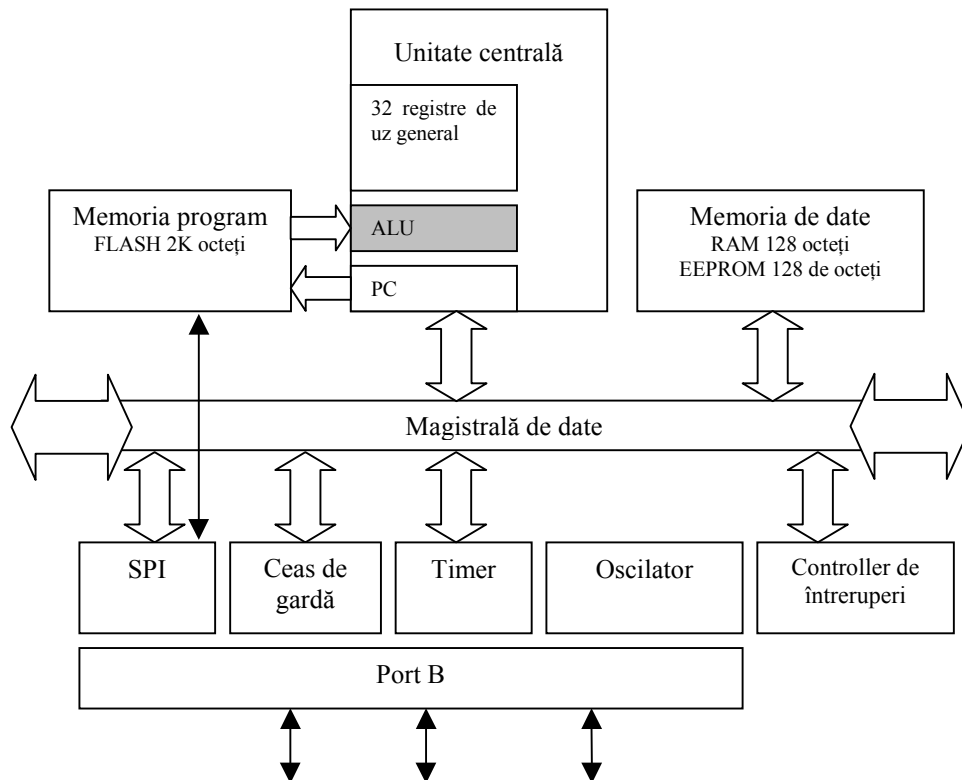 Unitate centrală
32 registre de
uz general
Memoria program
FLASH 2K octeți
ALU
PC
Memoria de date
RAM 128 octeți
EEPROM 128 de octeți
Magistrală de date
SPI
Ceas de
gardă
Timer
Oscilator
Controller de
întreruperi
Port B